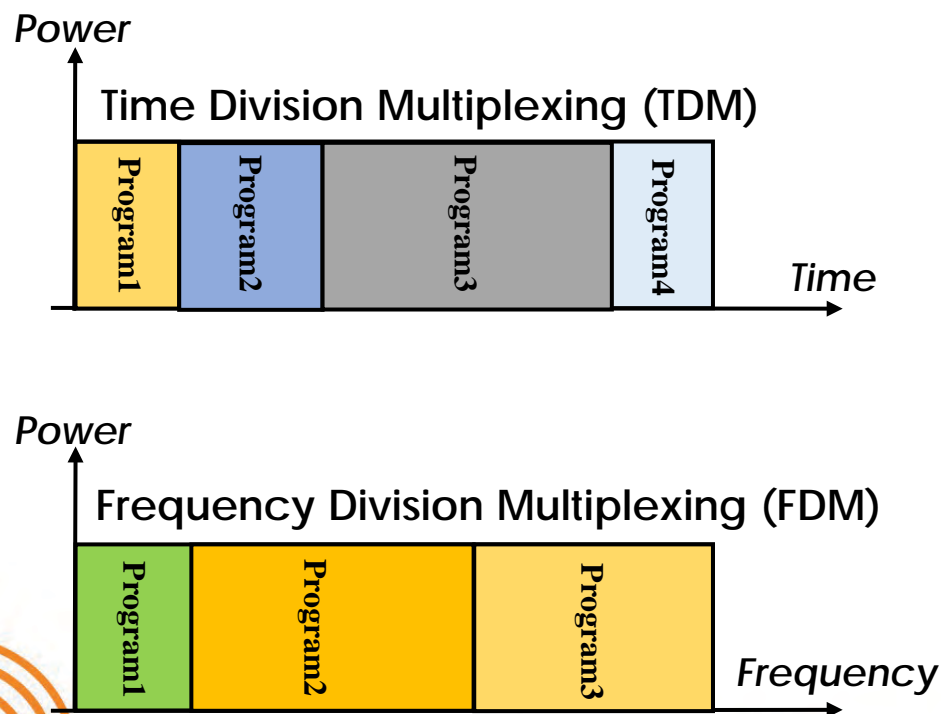 Power
Time Division Multiplexing (TDM)
Program1
Program2
Program3
Program4
Time
Power
Frequency Division Multiplexing (FDM)
Program1
Program2
Program3
Frequency